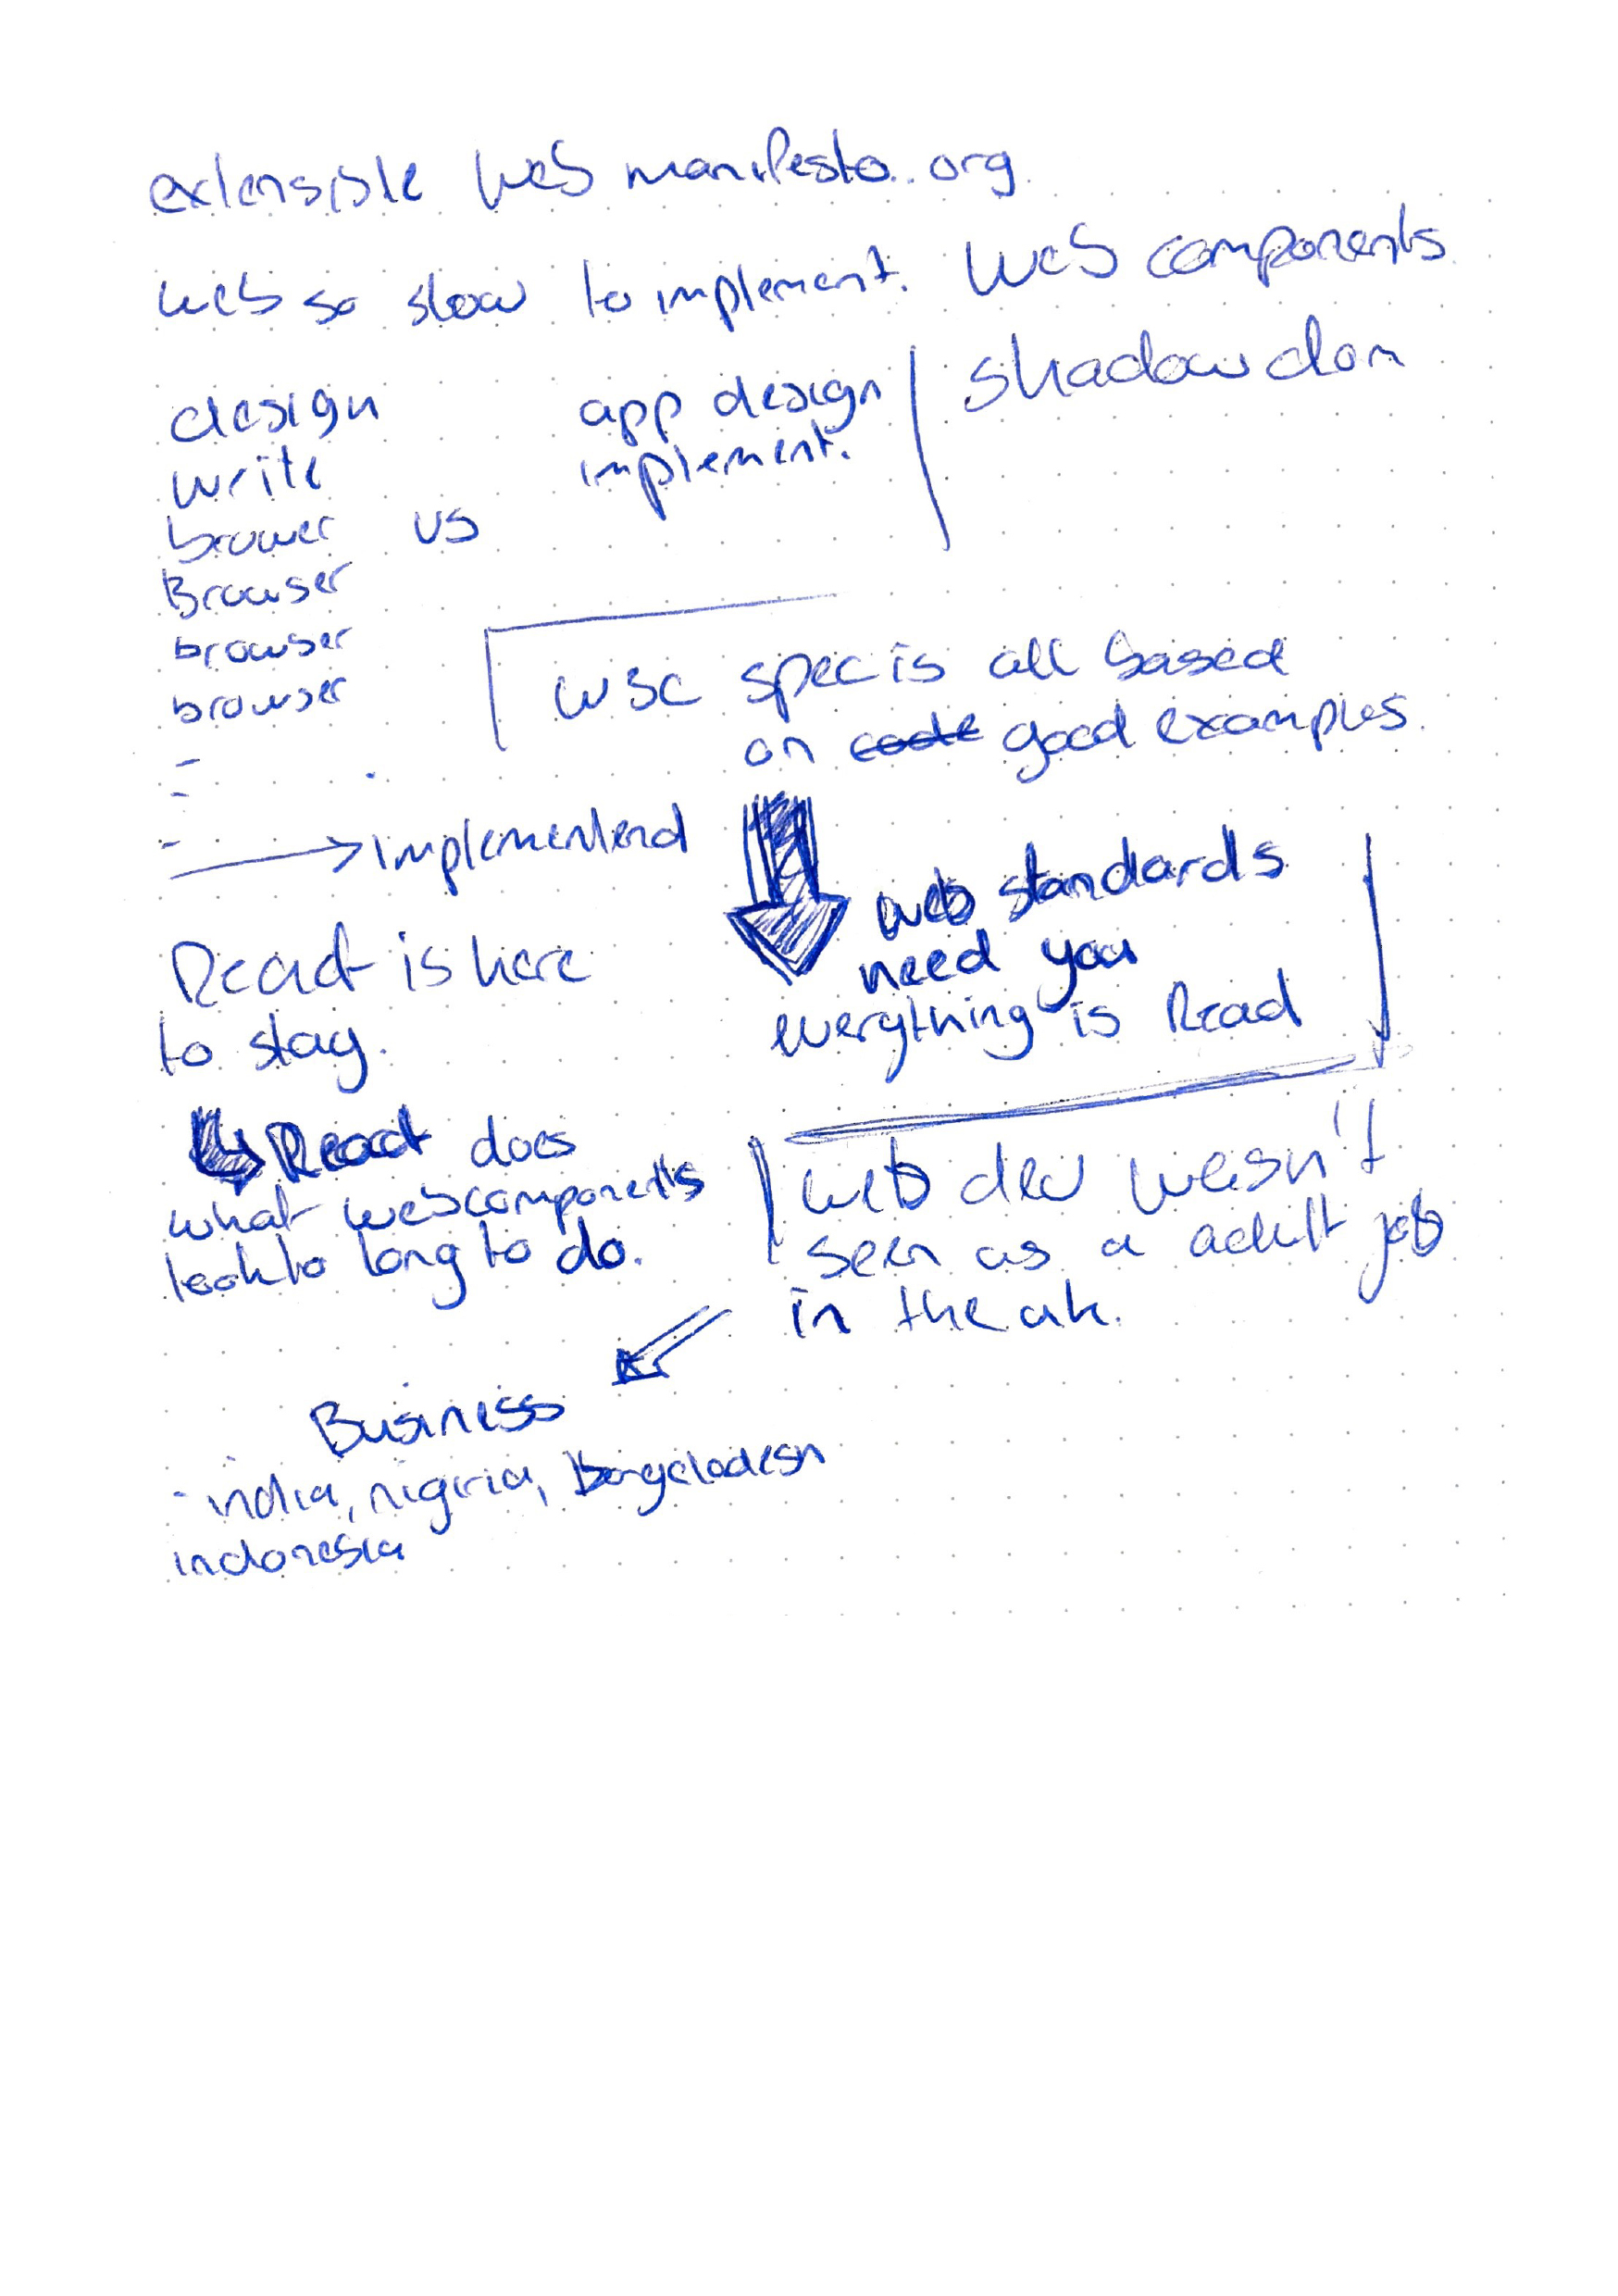 extensible web manifesto.org
web so slow to implement.
web components
shadow dom
design
write
browser
Browser
browser
browser
-
-
-
→ implementend
vs
app design
implement.
W3C spec is all based
on code good examples
web standards
need you
everything is React
React is here
to stay.
React does
what webcomponents
took to long to do.
web dev wasn't
seen as a adult job
in the uk.
Business
- india, nigiria, Bangeladesh
indonesia